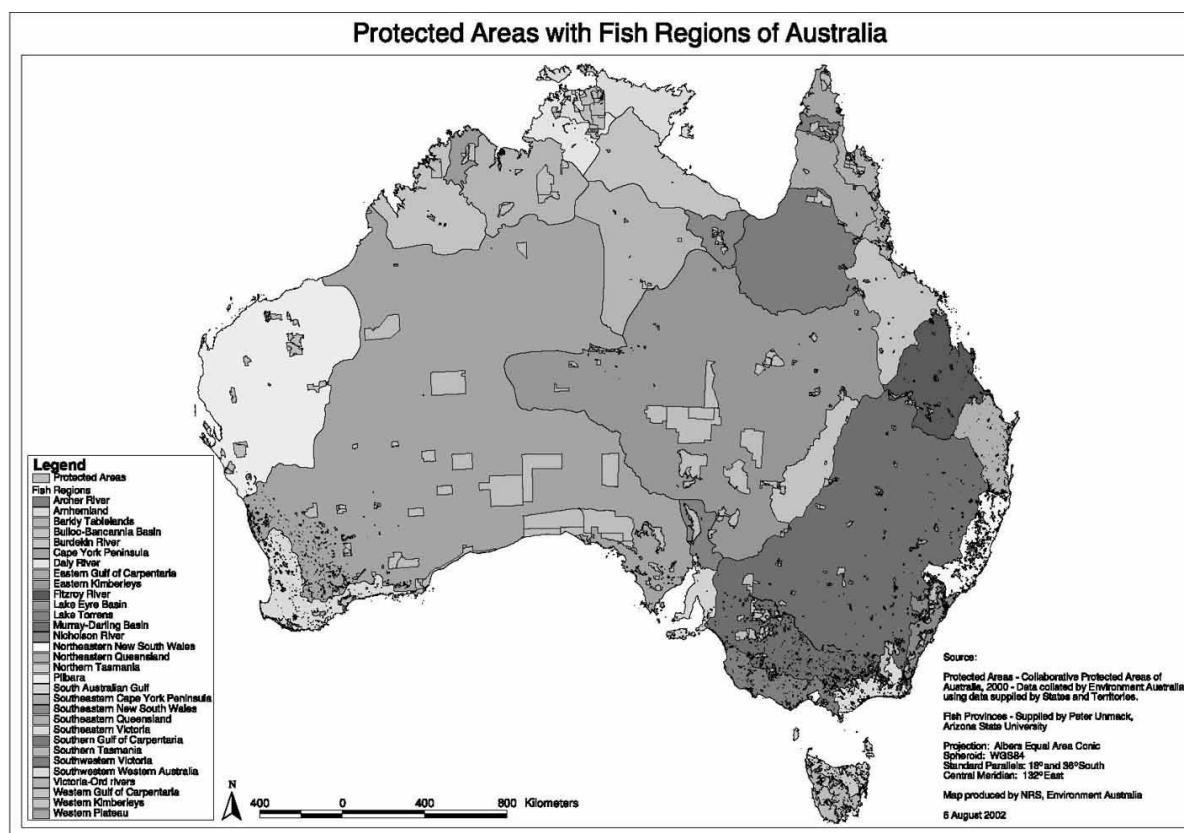 Protected Areas with Fish Regions of Australia
Legend
Protected Areas
Fish Regions
Archer River
Arnhemland
Barkly Tablelands
Bulloo-Bancannia Basin
Burdekin River
Cape York Peninsula
Daly River
Eastern Gulf of Carpentaria
Eastern Kimberleys
Fitzroy River
Lake Eyre Basin
Lake Torrens
Murray-Darling Basin
Nicholson River
Northeastern New South Wales
Northeastern Queensland
Northern Tasmania
Pilbara
South Australian Gulf
Southeastern Cape York Peninsula
Southeastern New South Wales
Southeastern Queensland
Southeastern Victoria
Southern Gulf of Carpentaria
Southern Tasmania
Southwestern Victoria
Southwestern Western Australia
Victoria-Ord rivers
Western Gulf of Carpentaria
Western Kimberleys
Western Plateau
N
400 0 400 800 Kilometers
Source:
Protected Areas - Collaborative Protected Areas of
Australia, 2000 - Data collated by Environment Australia
using data supplied by States and Territories.
Fish Provinces - Supplied by Peter Unmack,
Arizona State University
Projection: Albers Equal Area Conic
Spheroid: WGS84
Standard Parallels: 18° and 36° South
Central Meridian: 132° East
Map produced by NRS, Environment Australia
6 August 2002